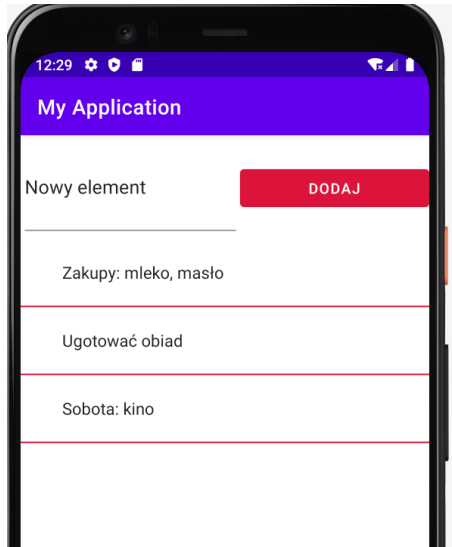 12:29
My Application
Nowy element
DODAJ
Zakupy: mleko, masło
Ugotować obiad
Sobota: kino